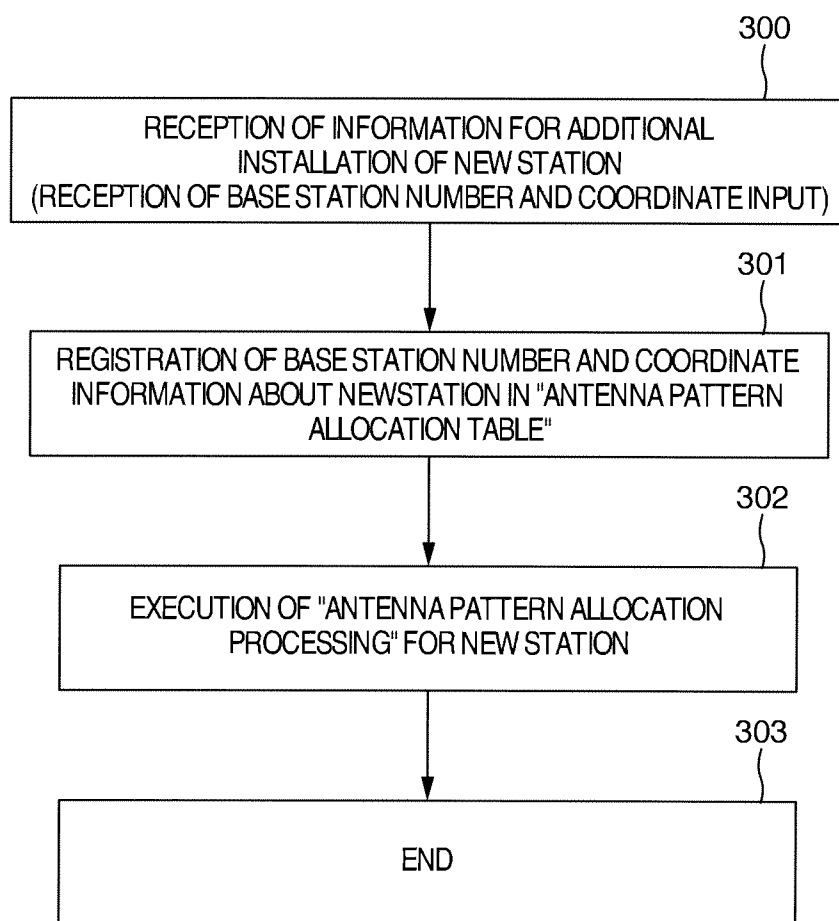 300
RECEPTION OF INFORMATION FOR ADDITIONAL
INSTALLATION OF NEW STATION
(RECEPTION OF BASE STATION NUMBER AND COORDINATE INPUT)
301
REGISTRATION OF BASE STATION NUMBER AND COORDINATE
INFORMATION ABOUT NEWSTATION IN "ANTENNA PATTERN
ALLOCATION TABLE"
302
EXECUTION OF "ANTENNA PATTERN ALLOCATION
PROCESSING" FOR NEW STATION
303
END